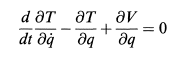 d/dt ∂T/∂q̇ − ∂T/∂q + ∂V/∂q = 0